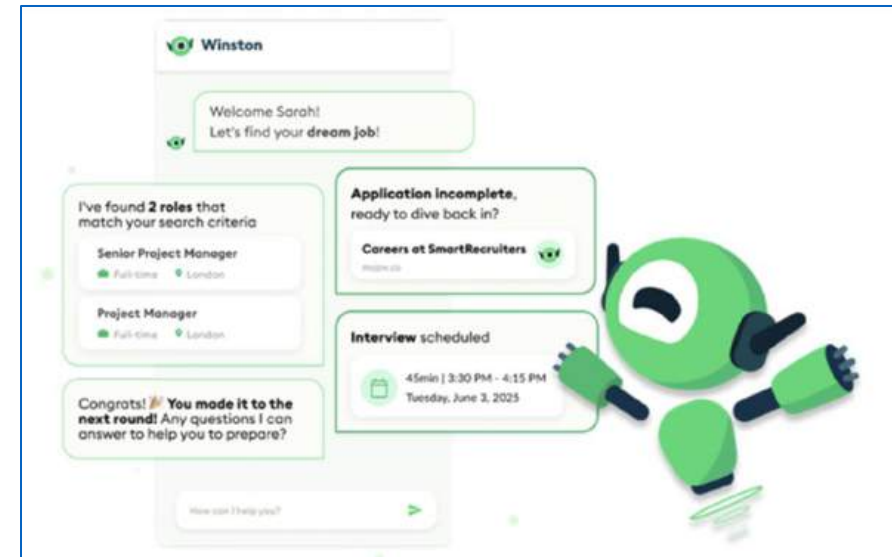 Winston
Welcome Sarah!
Let's find your dream job!
I've found 2 roles that
match your search criteria
Senior Project Manager
Full-time London
Project Manager
Full-time London
Congrats! 🎉 You made it to the
next round! Any questions I can
answer to help you to prepare?
Application incomplete,
ready to dive back in?
Careers at SmartRecruiters
Interview scheduled
45min | 3:30 PM - 4:15 PM
Tuesday, June 3, 2025
How can I help you?